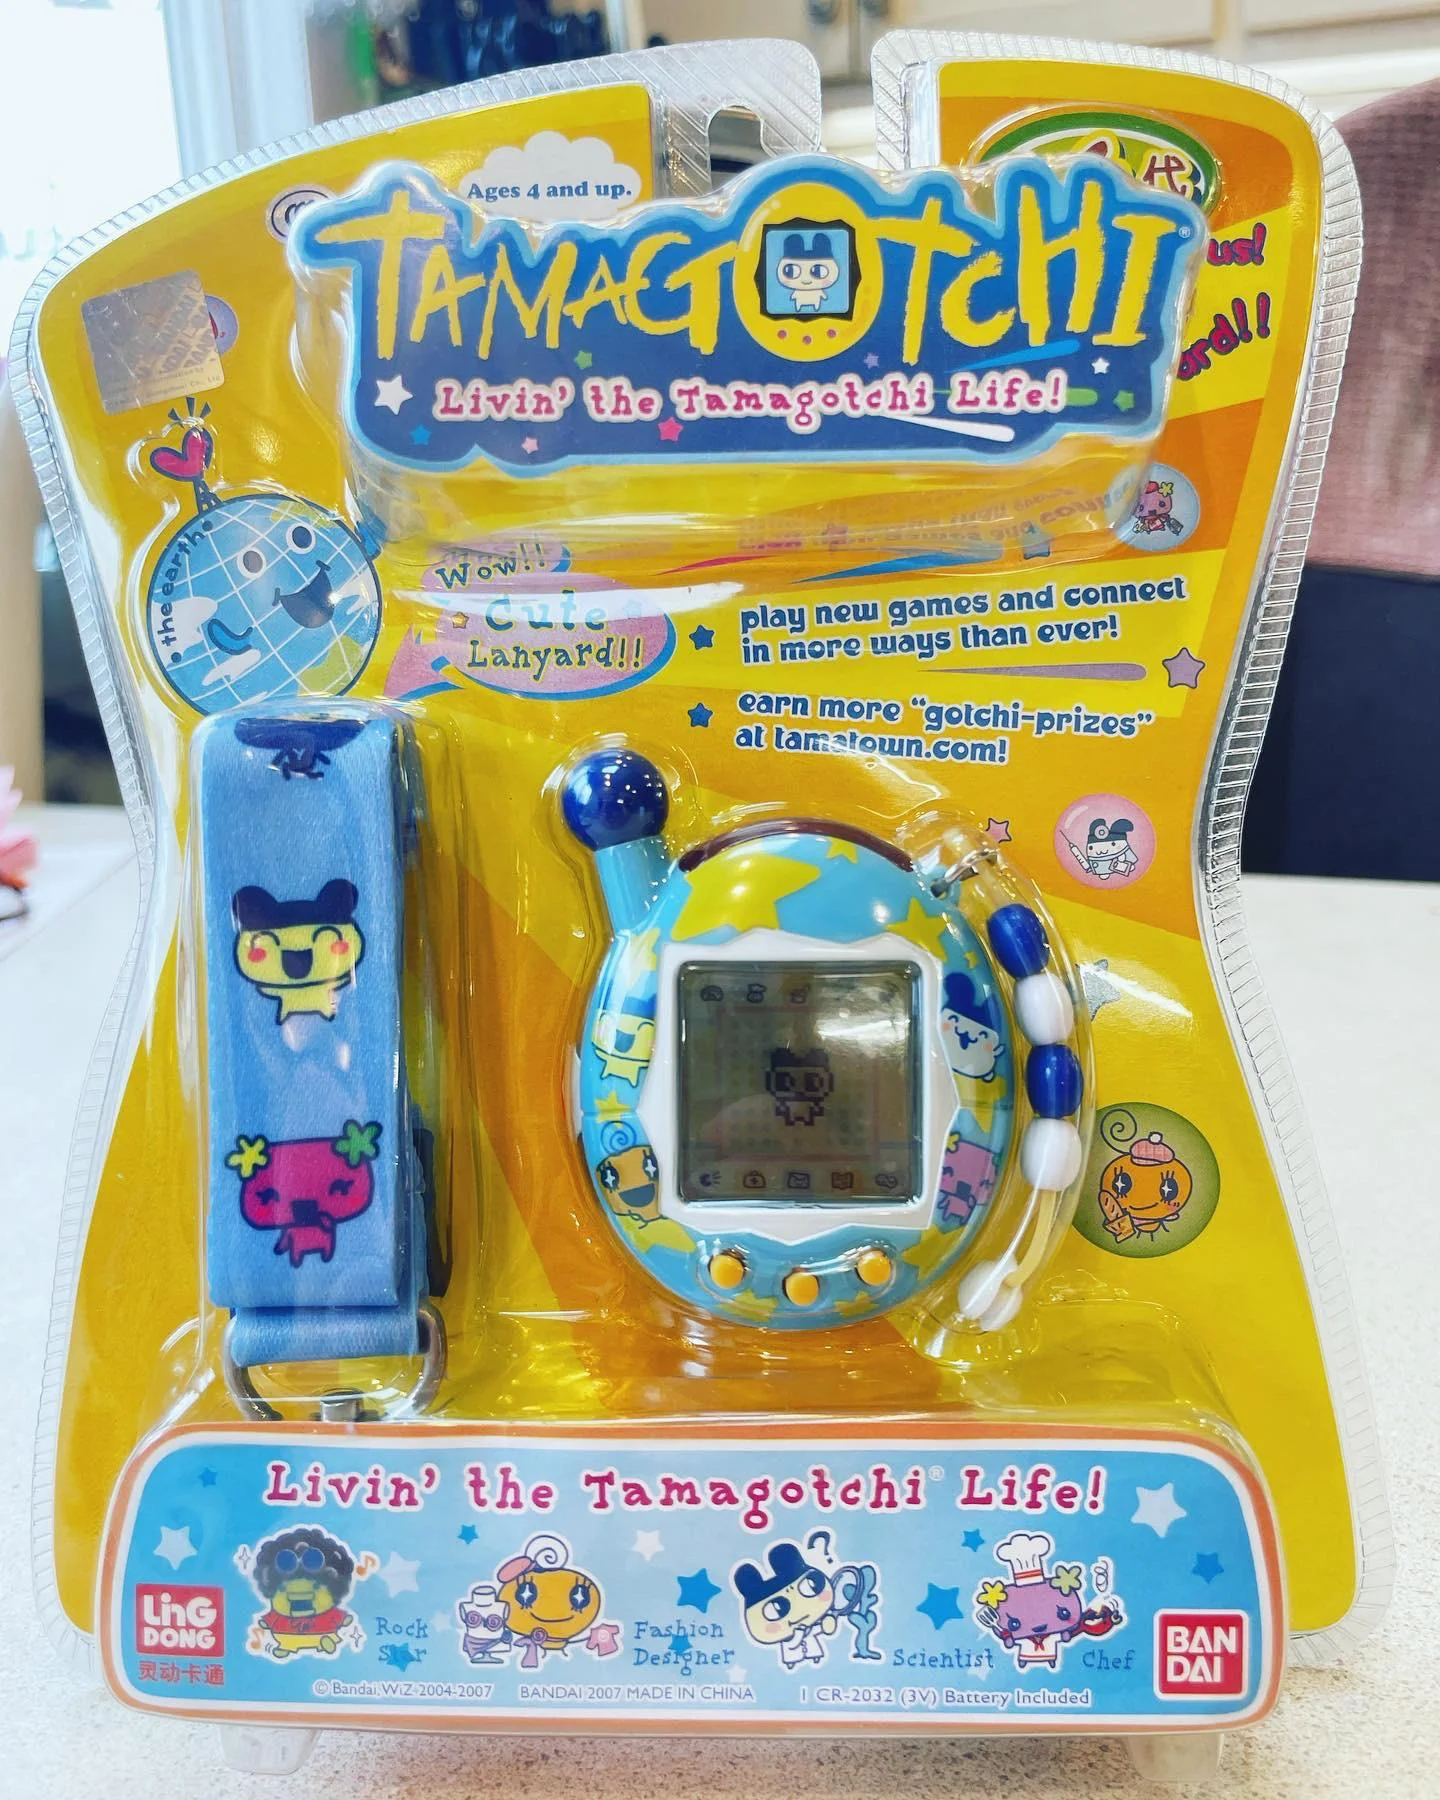 Ages 4 and up.
TAMAGOTCHI®
Livin' the Tamagotchi Life!
us!
ard!!
the earth
Wow!!
Cute
Lanyard!!
play new games and connect
in more ways than ever!
earn more “gotchi-prizes”
at tamatown.com!
Livin' the Tamagotchi® Life!
LinG
DONG
灵动卡通
Rock
Star
Fashion
Designer
Scientist
Chef
BAN
DAI
©Bandai,WiZ 2004-2007 BANDAI 2007 MADE IN CHINA 1 CR-2032 (3V) Battery Included